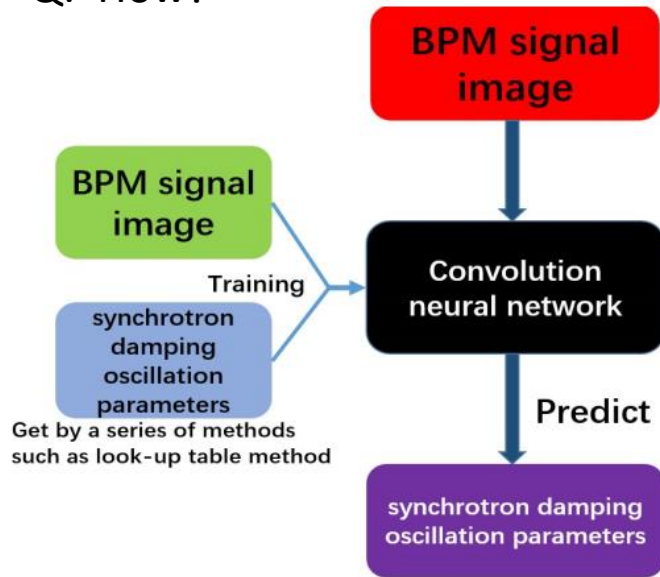 BPM signal
image
BPM signal
image
Training
synchrotron
damping
oscillation
parameters
Get by a series of methods
such as look-up table method
Convolution
neural network
Predict
synchrotron damping
oscillation parameters